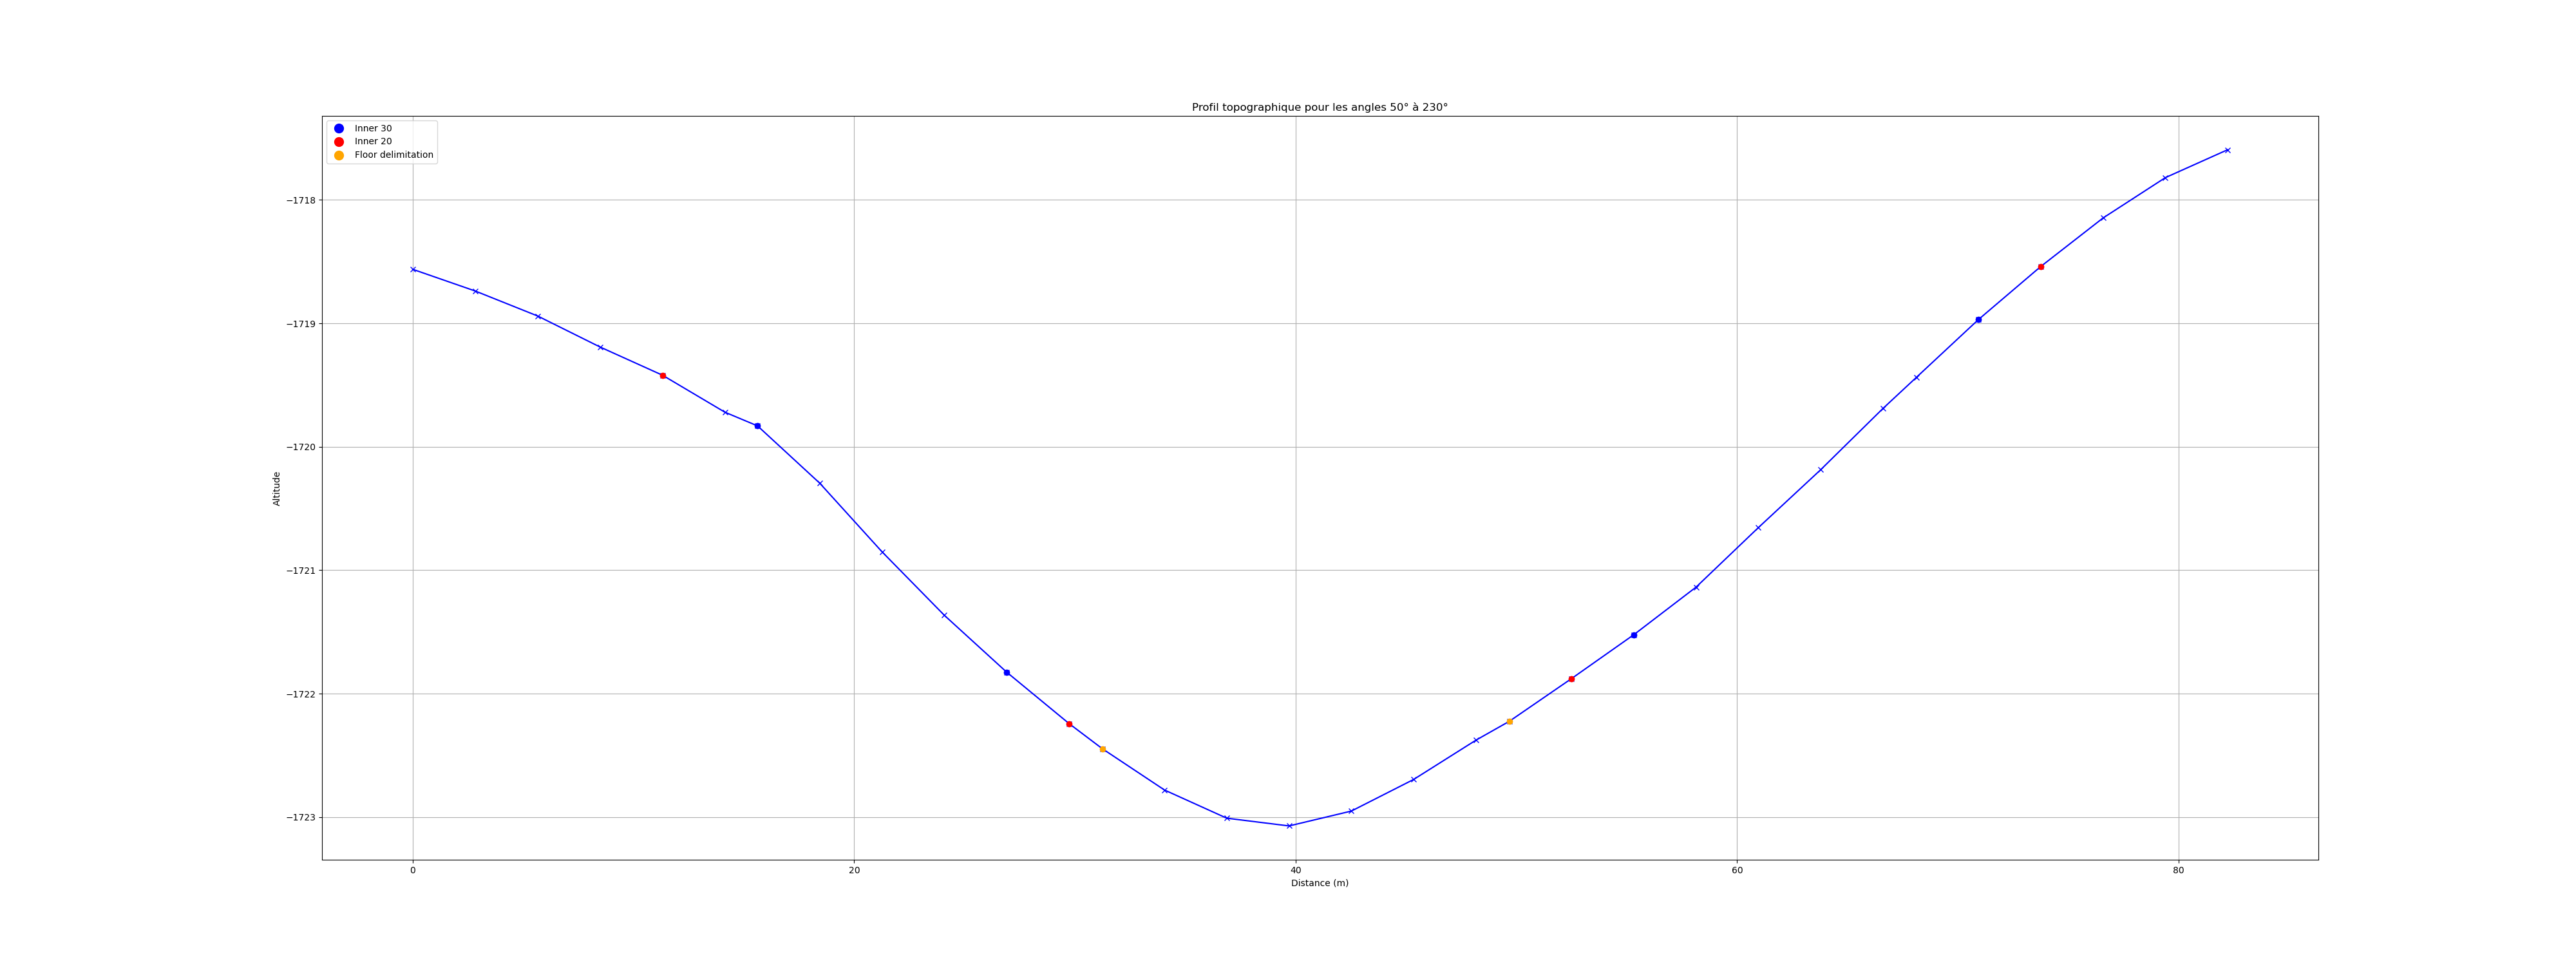 Profil topographique pour les angles 50° à 230°
Inner 30
Inner 20
Floor delimitation
Altitude
−1718
−1719
−1720
−1721
−1722
−1723
0 20 40 60 80
Distance (m)